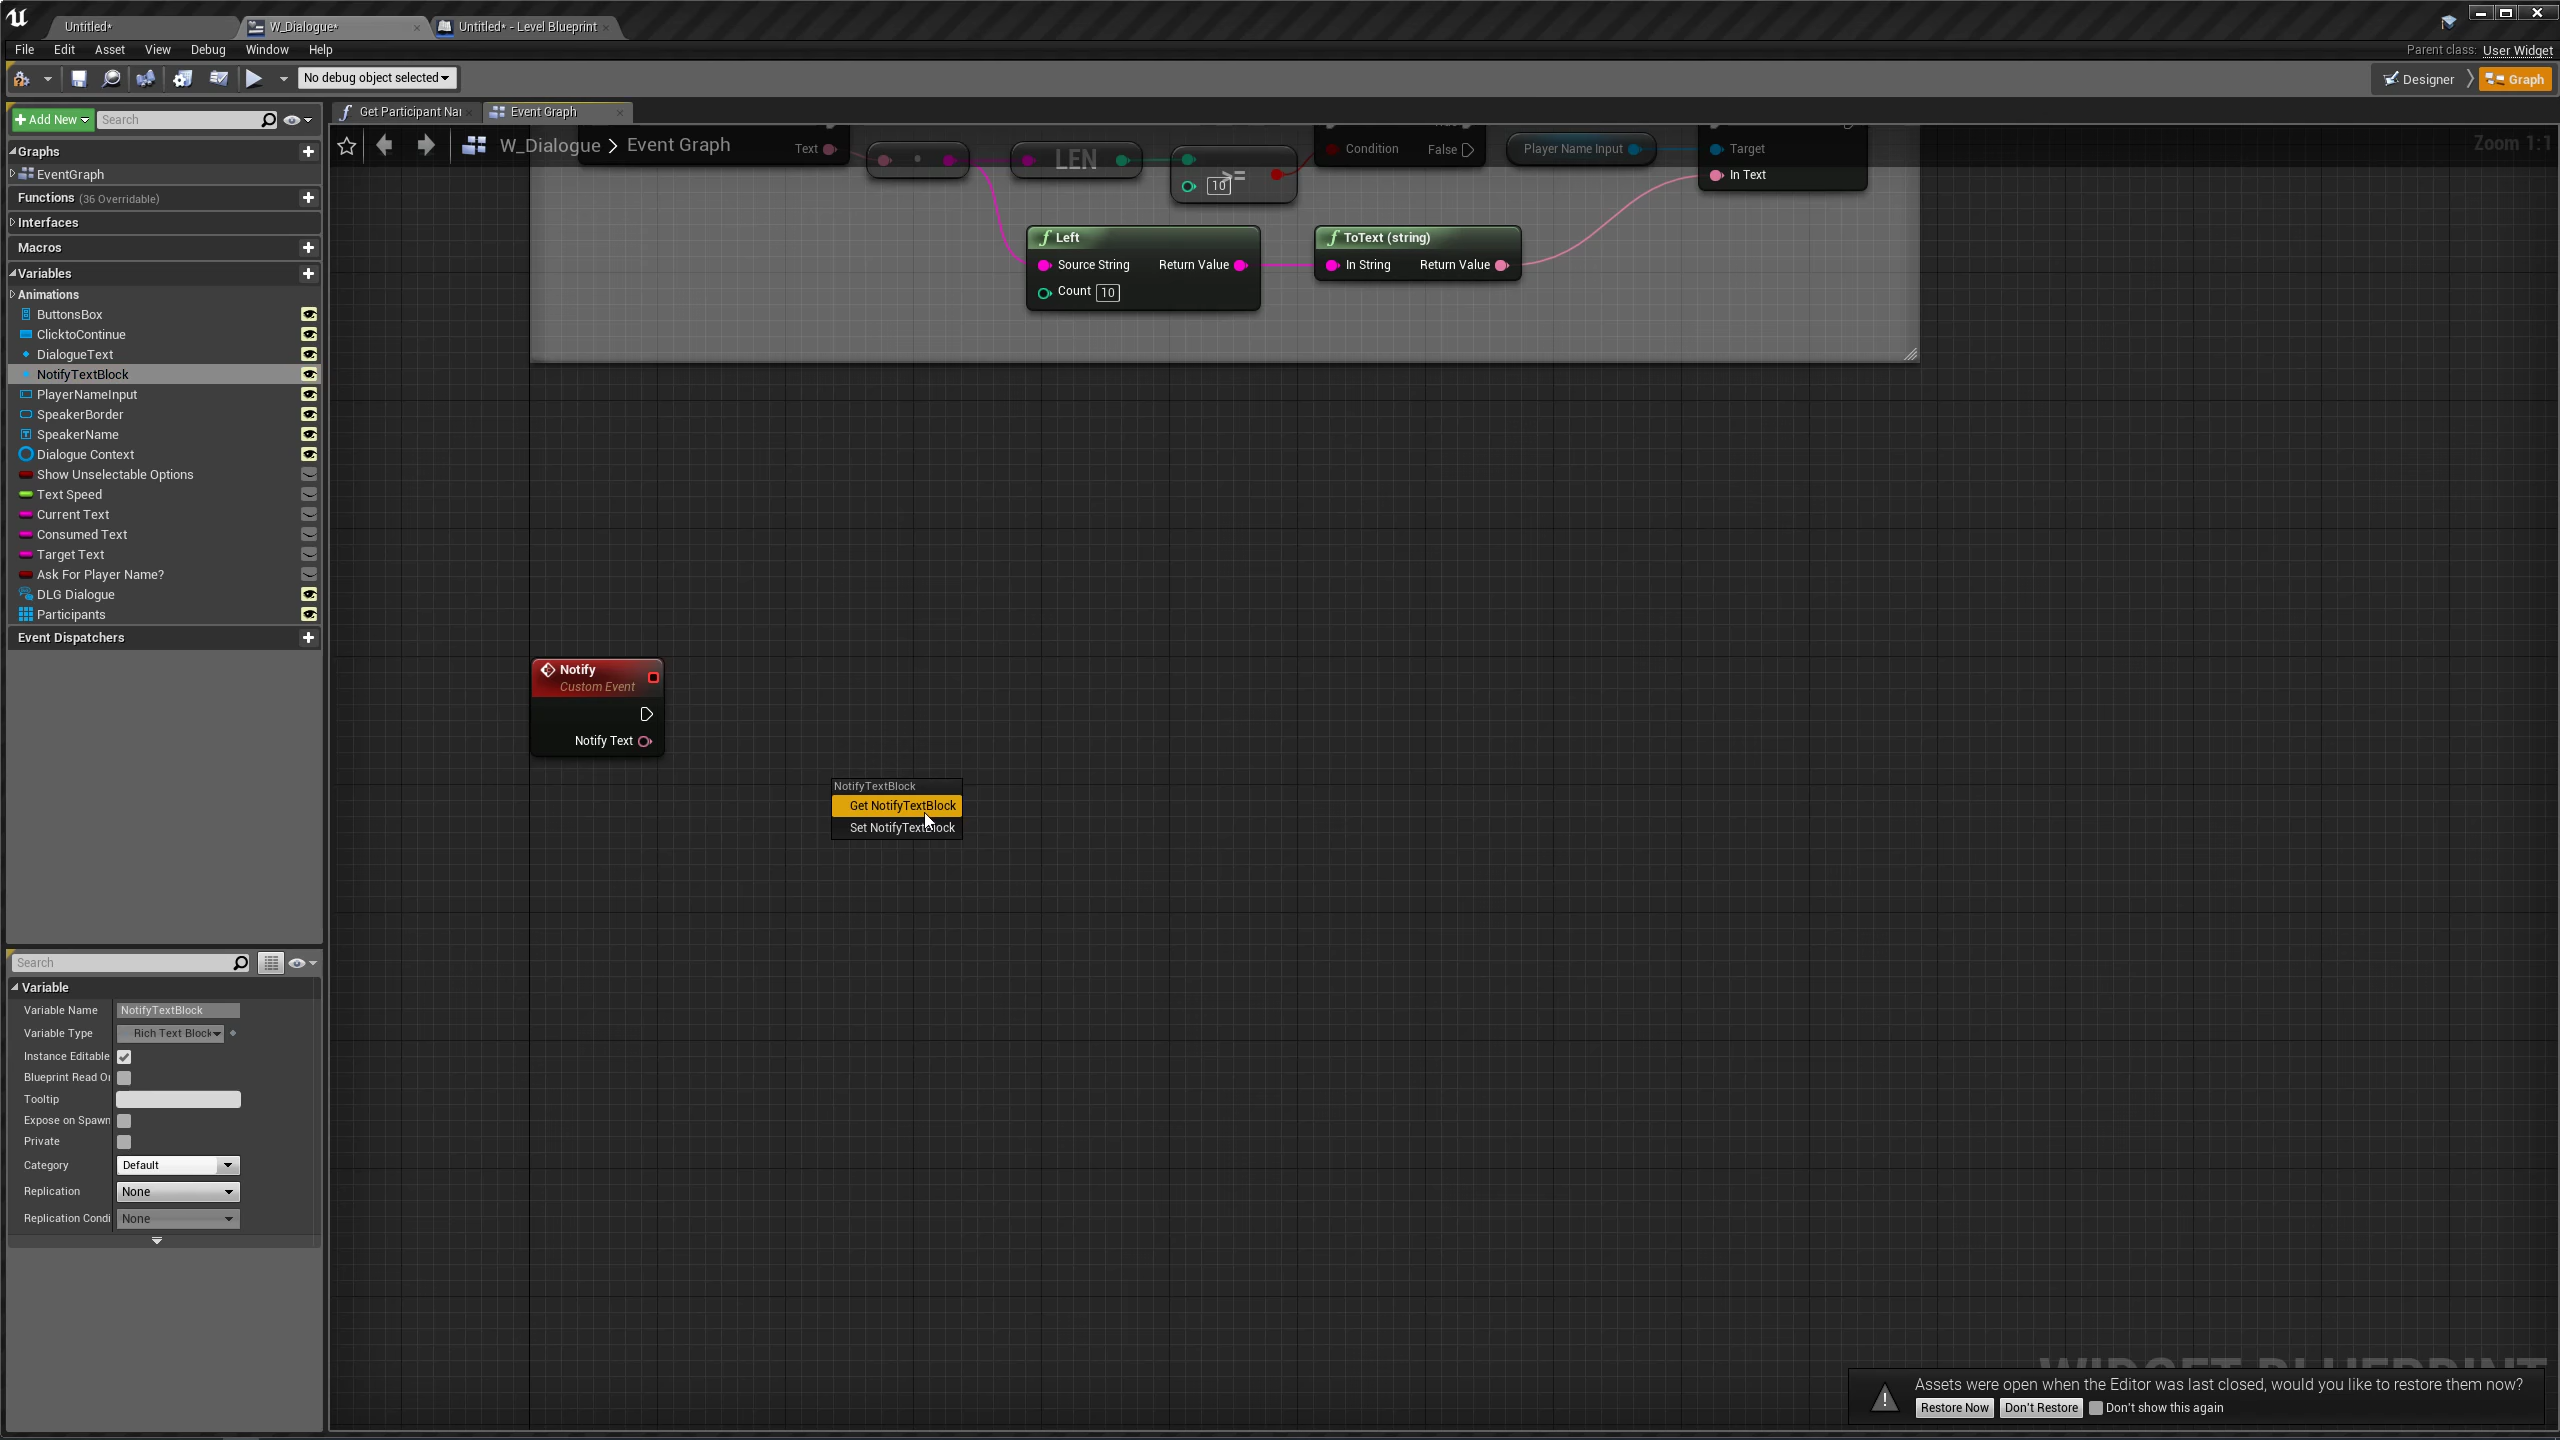 Untitled*
W_Dialogue*
Untitled* - Level Blueprint
File Edit Asset View Debug Window Help
Parent class: User Widget
No debug object selected
Designer
Graph
Add New
Search
Get Participant Nar
Event Graph
W_Dialogue > Event Graph
Zoom 1:1
Graphs
EventGraph
Functions (36 Overridable)
Interfaces
Macros
Variables
Animations
ButtonsBox
ClicktoContinue
DialogueText
NotifyTextBlock
PlayerNameInput
SpeakerBorder
SpeakerName
Dialogue Context
Show Unselectable Options
Text Speed
Current Text
Consumed Text
Target Text
Ask For Player Name?
DLG Dialogue
Participants
Event Dispatchers
Text
LEN
>=
10
Condition
False
Player Name Input
Target
In Text
Left
Source String
Return Value
Count 10
ToText (string)
In String
Return Value
Notify
Custom Event
Notify Text
NotifyTextBlock
Get NotifyTextBlock
Set NotifyTextBlock
Search
Variable
Variable Name NotifyTextBlock
Variable Type Rich Text Block
Instance Editable
Blueprint Read Or
Tooltip
Expose on Spawn
Private
Category Default
Replication None
Replication Condi None
WIDGET BLUEPRINT
Assets were open when the Editor was last closed, would you like to restore them now?
Restore Now Don't Restore Don't show this again